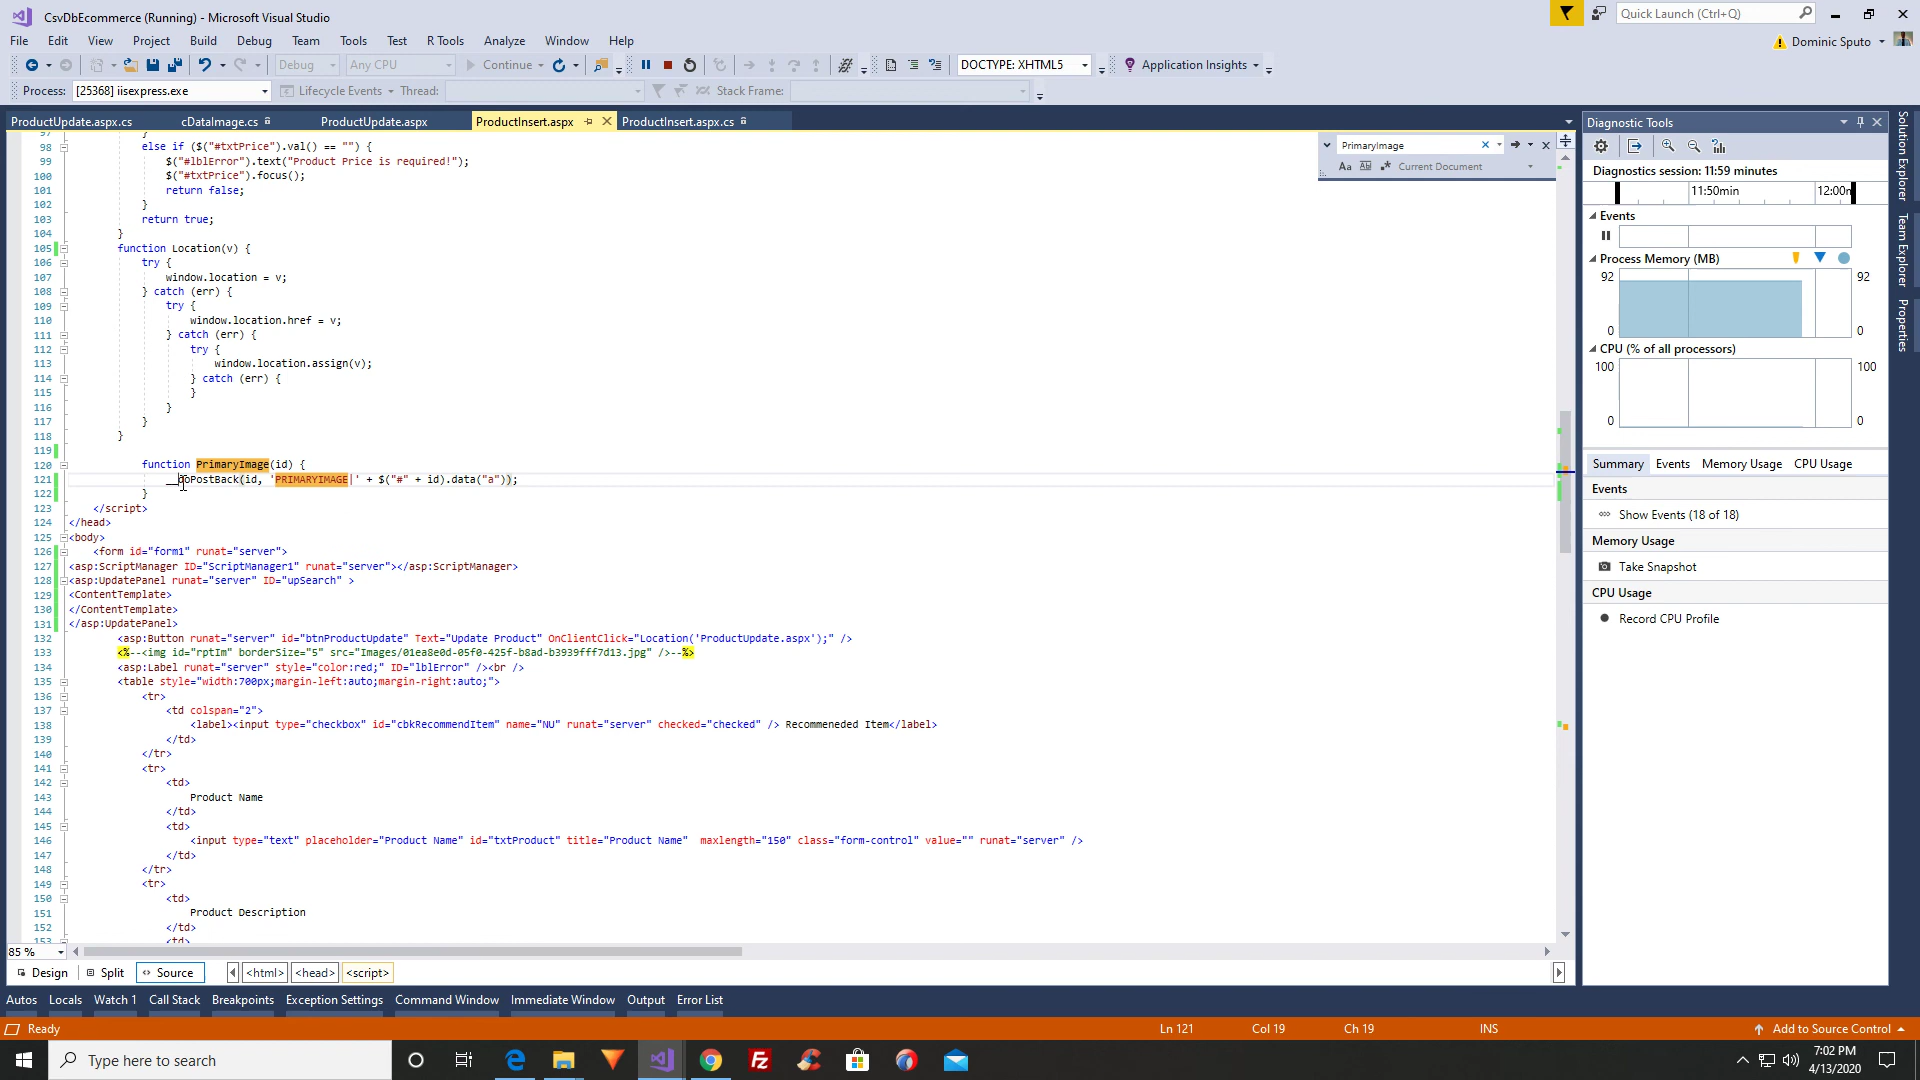 CsvDbEcommerce (Running) - Microsoft Visual Studio
Quick Launch (Ctrl+Q)
File Edit View Project Build Debug Team Tools Test R Tools Analyze Window Help
Dominic Sputo
Debug Any CPU Continue DOCTYPE: XHTML5 Application Insights
Process: [25368] iisexpress.exe Lifecycle Events Thread: Stack Frame:
ProductUpdate.aspx.cs cDataImage.cs ProductUpdate.aspx ProductInsert.aspx ProductInsert.aspx.cs
97 }
98 else if ($("#txtPrice").val() == "") {
99 $("#lblError").text("Product Price is required!");
100 $("#txtPrice").focus();
101 return false;
102 }
103 return true;
104 }
105 function Location(v) {
106 try {
107 window.location = v;
108 } catch (err) {
109 try {
110 window.location.href = v;
111 } catch (err) {
112 try {
113 window.location.assign(v);
114 } catch (err) {
115 }
116 }
117 }
118 }
119
120 function PrimaryImage(id) {
121 __doPostBack(id, 'PRIMARYIMAGE|' + $("#" + id).data("a"));
122 }
123 </script>
124 </head>
125 <body>
126 <form id="form1" runat="server">
127 <asp:ScriptManager ID="ScriptManager1" runat="server"></asp:ScriptManager>
128 <asp:UpdatePanel runat="server" ID="upSearch" >
129 <ContentTemplate>
130 </ContentTemplate>
131 </asp:UpdatePanel>
132 <asp:Button runat="server" id="btnProductUpdate" Text="Update Product" OnClientClick="Location('ProductUpdate.aspx');" />
133 <%--<img id="rptIm" borderSize="5" src="Images/01ea8e0d-05f0-425f-b8ad-b3939fff7d13.jpg" />--%>
134 <asp:Label runat="server" style="color:red;" ID="lblError" /><br />
135 <table style="width:700px;margin-left:auto;margin-right:auto;">
136 <tr>
137 <td colspan="2">
138 <label><input type="checkbox" id="cbkRecommendItem" name="NU" runat="server" checked="checked" /> Recommeneded Item</label>
139 </td>
140 </tr>
141 <tr>
142 <td>
143 Product Name
144 </td>
145 <td>
146 <input type="text" placeholder="Product Name" id="txtProduct" title="Product Name" maxlength="150" class="form-control" value="" runat="server" />
147 </td>
148 </tr>
149 <tr>
150 <td>
151 Product Description
152 </td>
153 <td>
PrimaryImage
Aa Current Document
Diagnostic Tools
Diagnostics session: 11:59 minutes
11:50min 12:00m
Events
Process Memory (MB)
92 92
0 0
CPU (% of all processors)
100 100
0 0
Summary Events Memory Usage CPU Usage
Events
Show Events (18 of 18)
Memory Usage
Take Snapshot
CPU Usage
Record CPU Profile
Solution Explorer
Team Explorer
Properties
85 %
Design Split Source <html> <head> <script>
Autos Locals Watch 1 Call Stack Breakpoints Exception Settings Command Window Immediate Window Output Error List
Ready Ln 121 Col 19 Ch 19 INS Add to Source Control
Type here to search
7:02 PM
4/13/2020